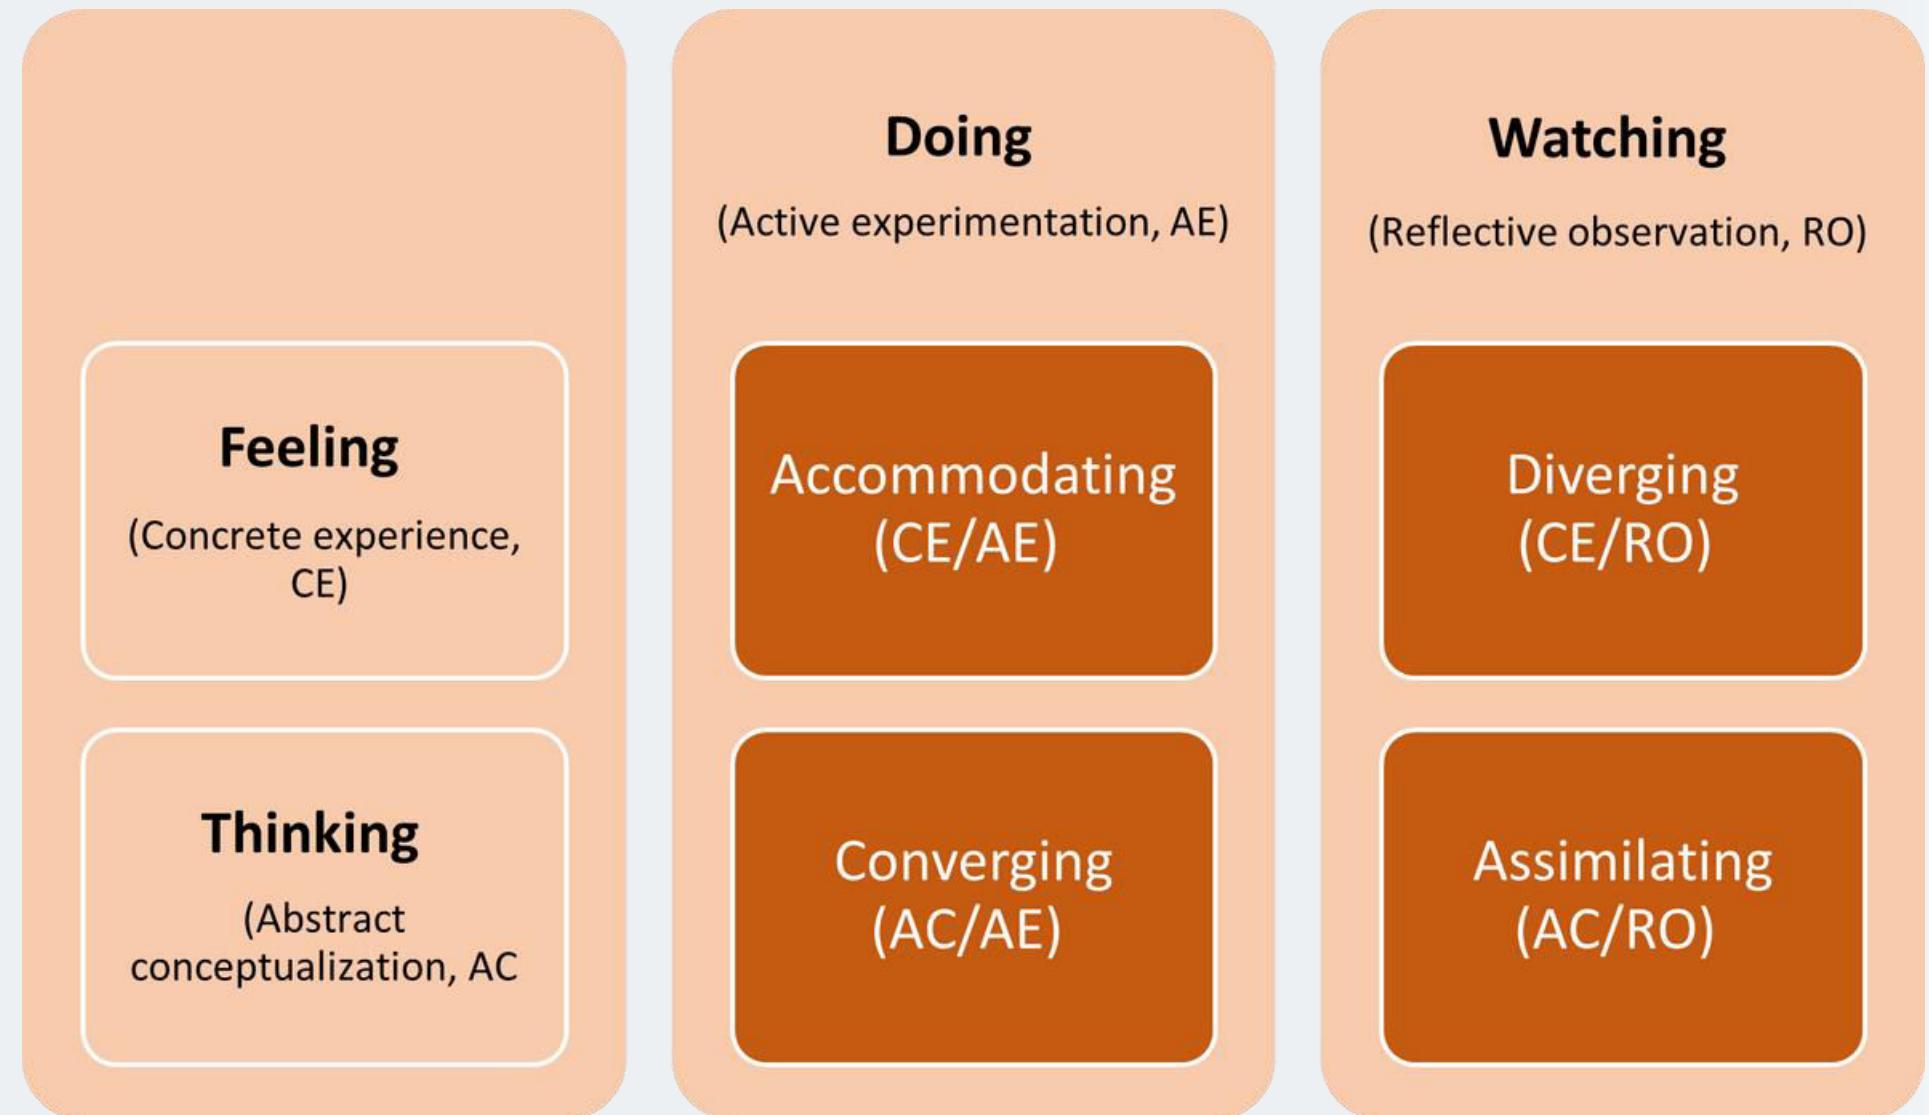 Doing
(Active experimentation, AE)
Watching
(Reflective observation, RO)
Feeling
(Concrete experience,
CE)
Accommodating
(CE/AE)
Diverging
(CE/RO)
Thinking
(Abstract
conceptualization, AC
Converging
(AC/AE)
Assimilating
(AC/RO)